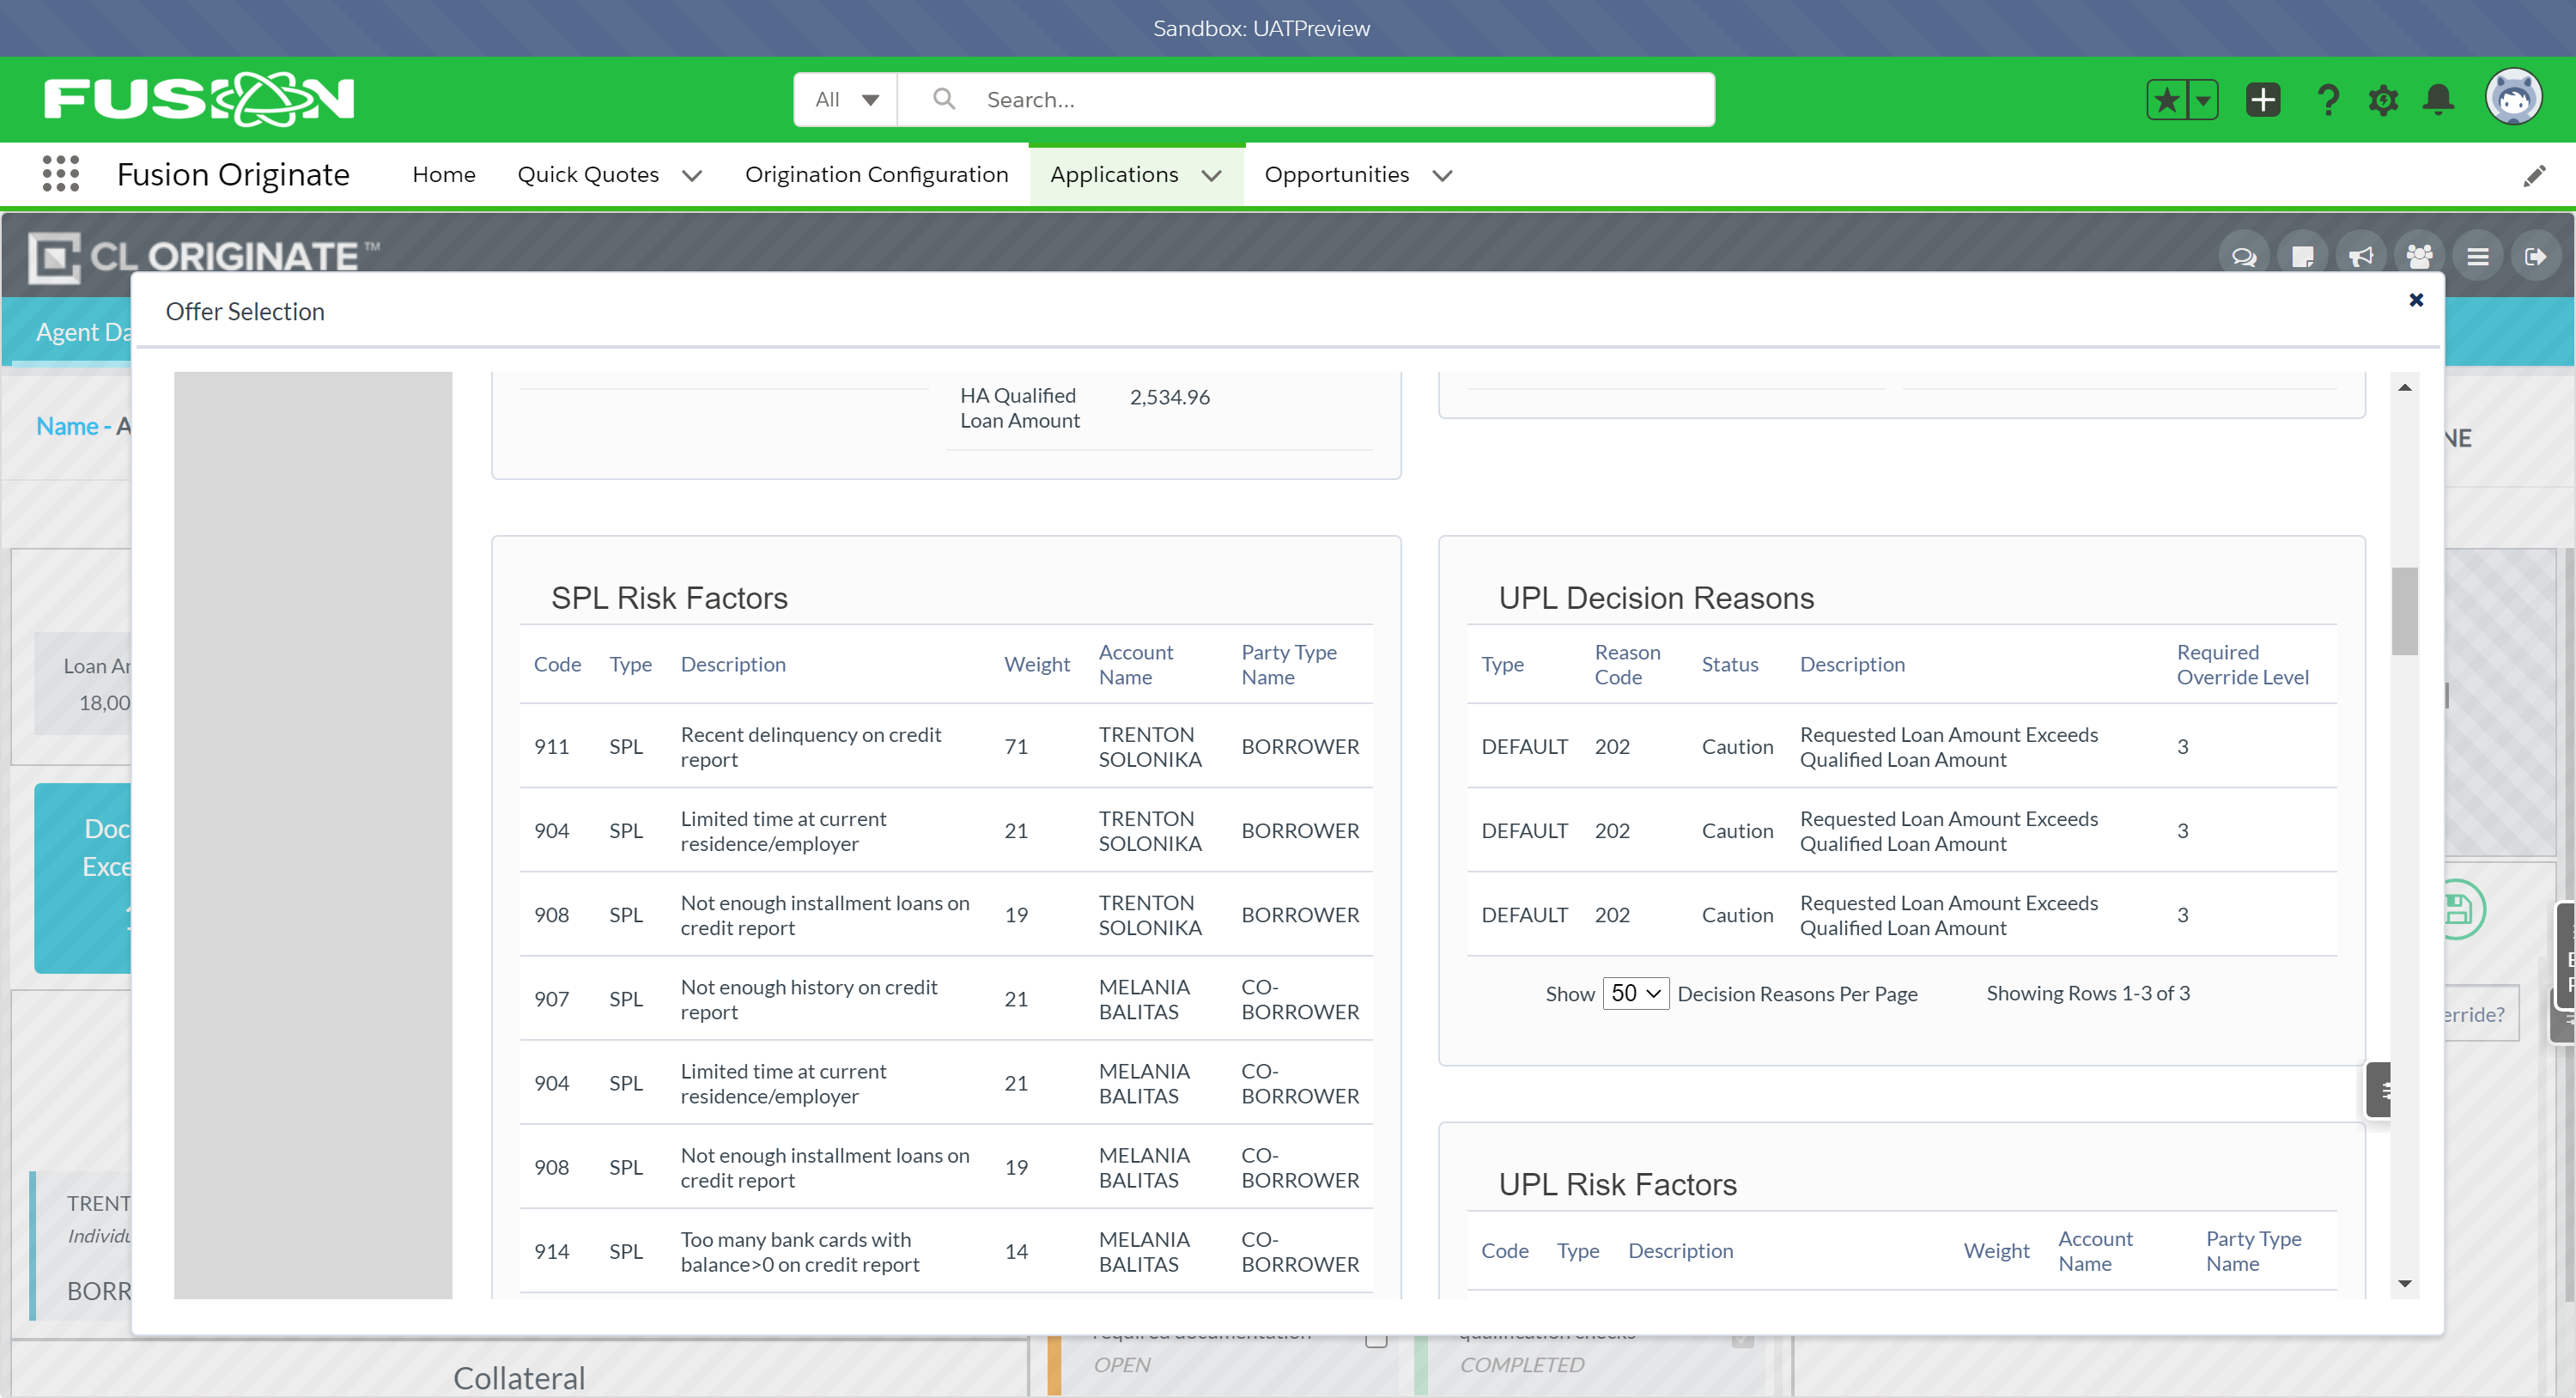 Sandbox: UATPreview
FUSION
All
Search...
Fusion Originate
Home
Quick Quotes
Origination Configuration
Applications
Opportunities
CL ORIGINATE™
Offer Selection
Agent Da
Name - A
NE
HA Qualified
Loan Amount
2,534.96
Loan Ar
18,00
Doc
Exce
TRENT
Individu
BORR
SPL Risk Factors
Code Type Description Weight Account Name Party Type Name
911 SPL Recent delinquency on credit report 71 TRENTON SOLONIKA BORROWER
904 SPL Limited time at current residence/employer 21 TRENTON SOLONIKA BORROWER
908 SPL Not enough installment loans on credit report 19 TRENTON SOLONIKA BORROWER
907 SPL Not enough history on credit report 21 MELANIA BALITAS CO-BORROWER
904 SPL Limited time at current residence/employer 21 MELANIA BALITAS CO-BORROWER
908 SPL Not enough installment loans on credit report 19 MELANIA BALITAS CO-BORROWER
914 SPL Too many bank cards with balance>0 on credit report 14 MELANIA BALITAS CO-BORROWER
UPL Decision Reasons
Type Reason Code Status Description Required Override Level
DEFAULT 202 Caution Requested Loan Amount Exceeds Qualified Loan Amount 3
DEFAULT 202 Caution Requested Loan Amount Exceeds Qualified Loan Amount 3
DEFAULT 202 Caution Requested Loan Amount Exceeds Qualified Loan Amount 3
Show 50 Decision Reasons Per Page
Showing Rows 1-3 of 3
erride?
UPL Risk Factors
Code Type Description Weight Account Name Party Type Name
required documentation
OPEN
qualification checks
COMPLETED
Collateral